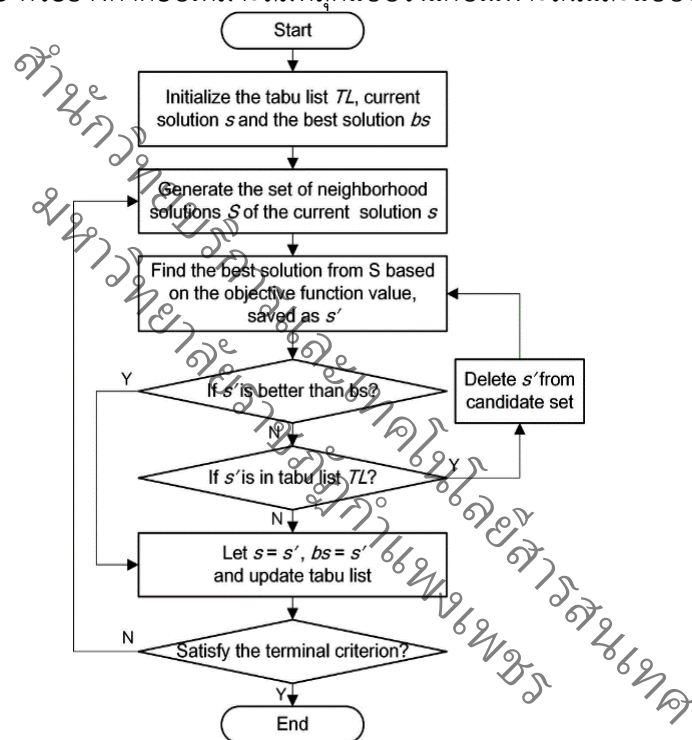 Start
Initialize the tabu list TL, current
solution s and the best solution bs
Generate the set of neighborhood
solutions S of the current solution s
Find the best solution from S based
on the objective function value,
saved as s′
Y
If s′ is better than bs?
Delete s′ from
candidate set
N
If s′ is in tabu list TL?
Y
N
Let s = s′, bs = s′
and update tabu list
N
Satisfy the terminal criterion?
Y
End
สำนักวิทยบริการและเทคโนโลยีสารสนเทศ
มหาวิทยาลัยราชภัฏกำแพงเพชร